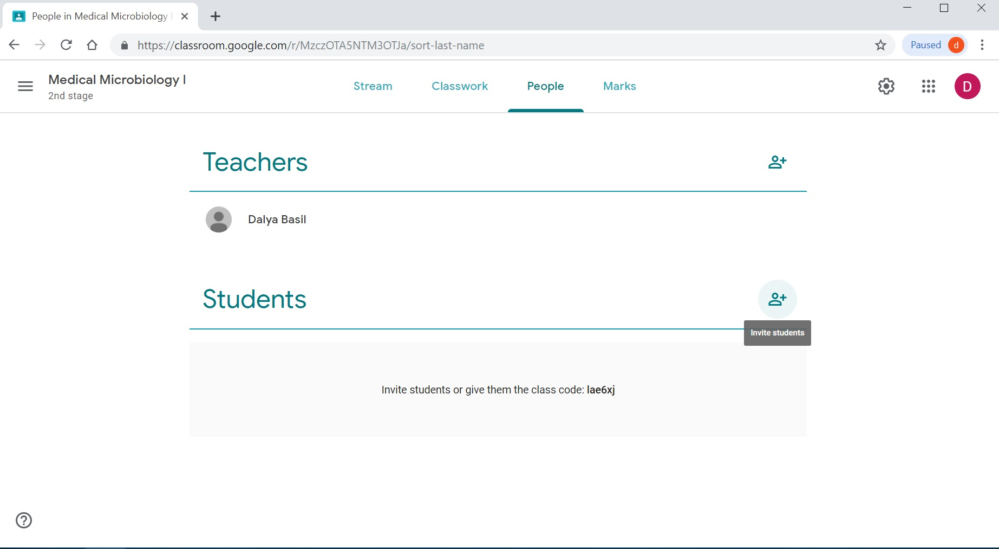 People in Medical Microbiology
https://classroom.google.com/r/MzczOTA5NTM3OTJa/sort-last-name
Paused d
Medical Microbiology I
2nd stage
Stream Classwork People Marks
D
Teachers
Dalya Basil
Students
Invite students
Invite students or give them the class code: lae6xj